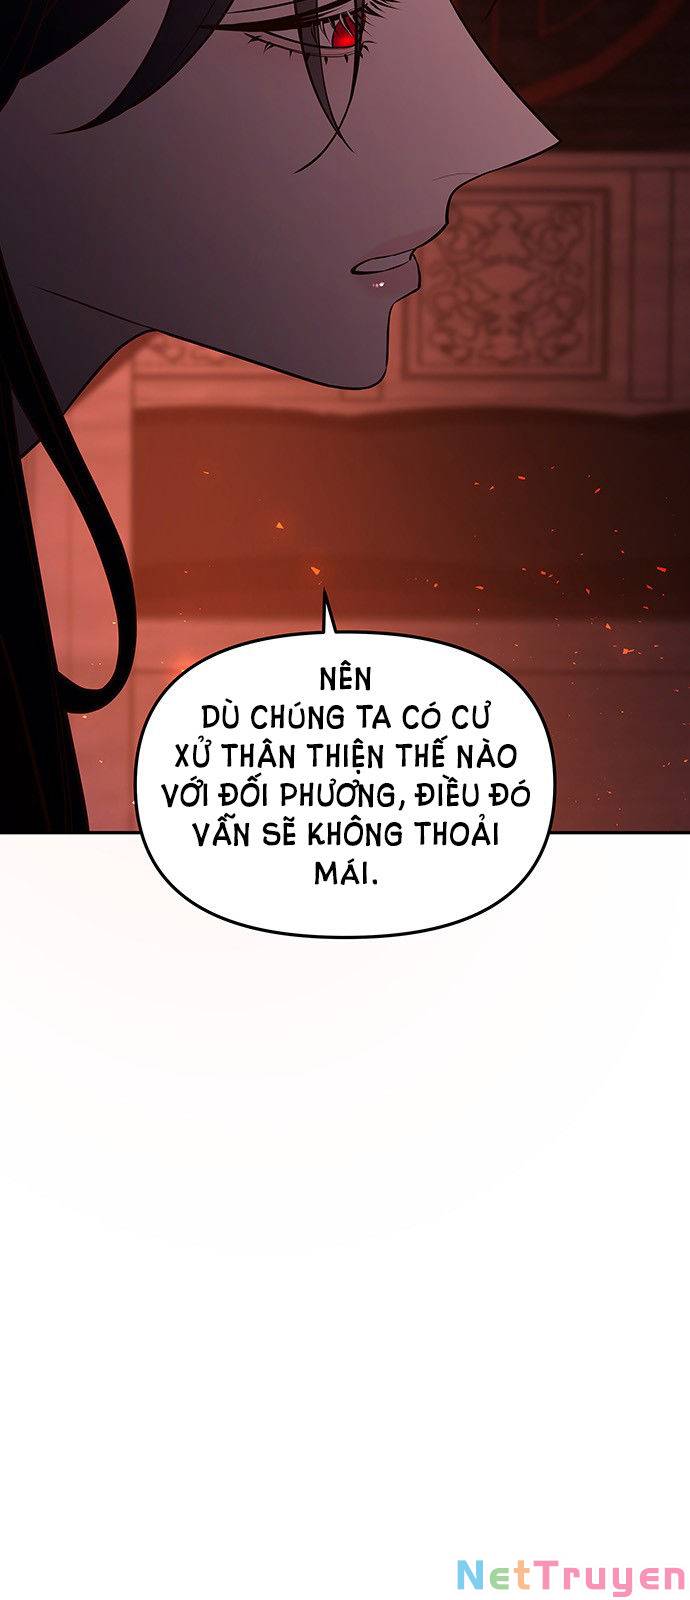 NÊN
DÙ CHÚNG TA CÓ CƯ
XỬ THÂN THIỆN THẾ NÀO
VỚI ĐỐI PHƯƠNG, ĐIỀU ĐÓ
VẪN SẼ KHÔNG THOẢI
MÁI.
NetTruyen